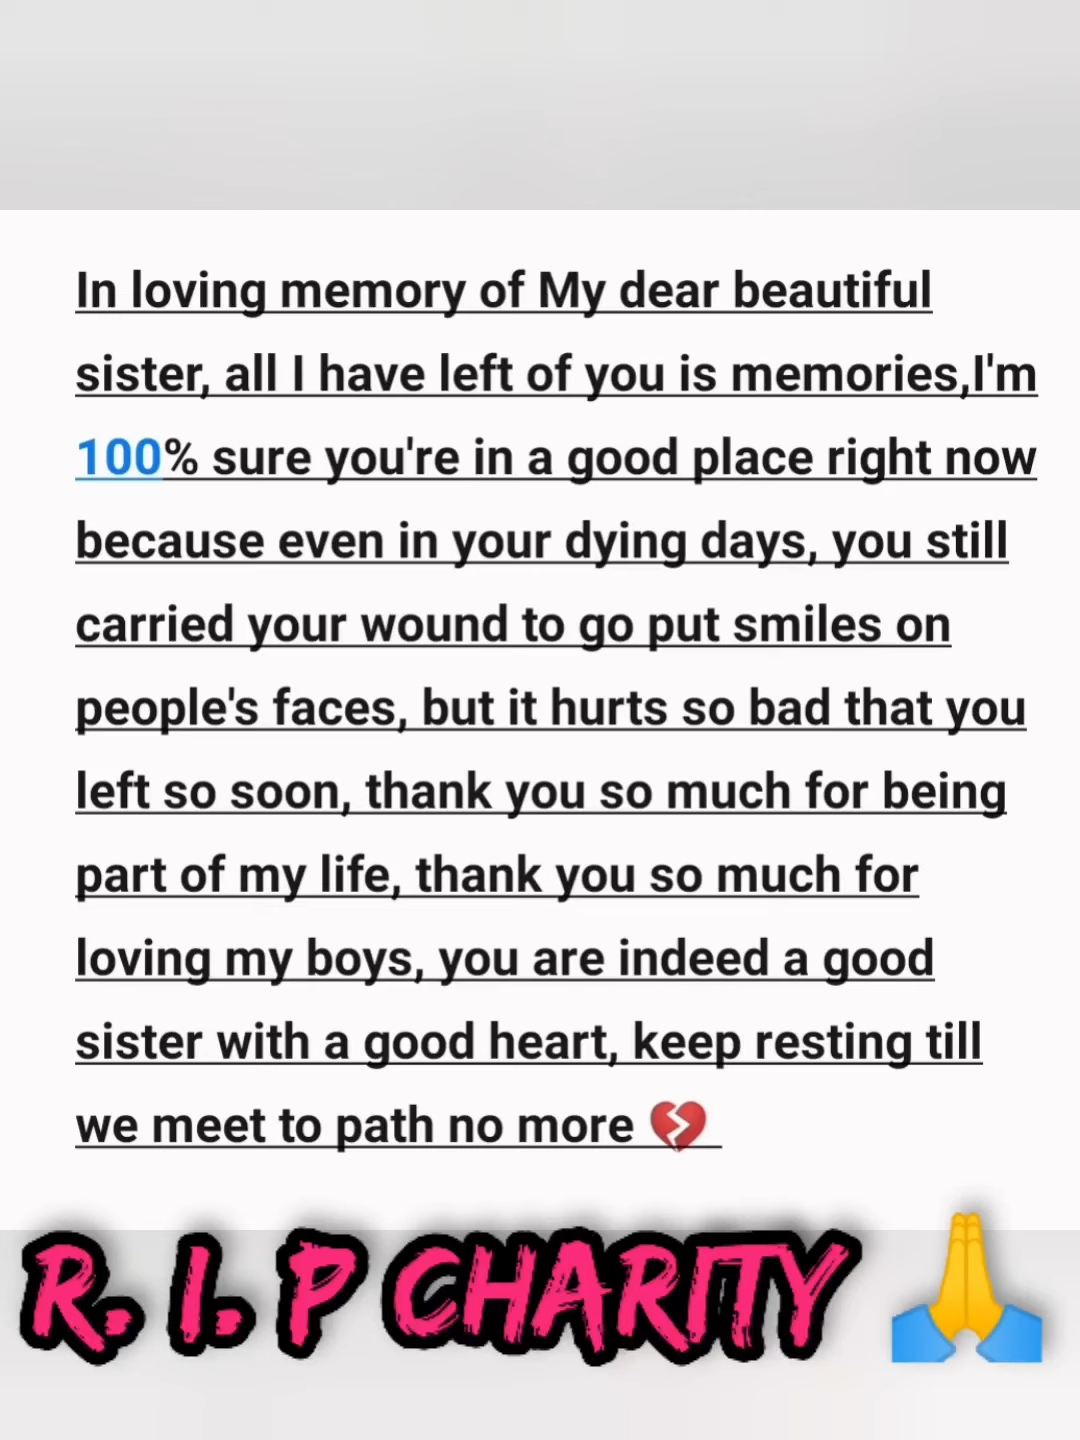 In loving memory of My dear beautiful
sister, all I have left of you is memories,I'm
100% sure you're in a good place right now
because even in your dying days, you still
carried your wound to go put smiles on
people's faces, but it hurts so bad that you
left so soon, thank you so much for being
part of my life, thank you so much for
loving my boys, you are indeed a good
sister with a good heart, keep resting till
we meet to path no more 💔
R. I. P CHARITY 🙏